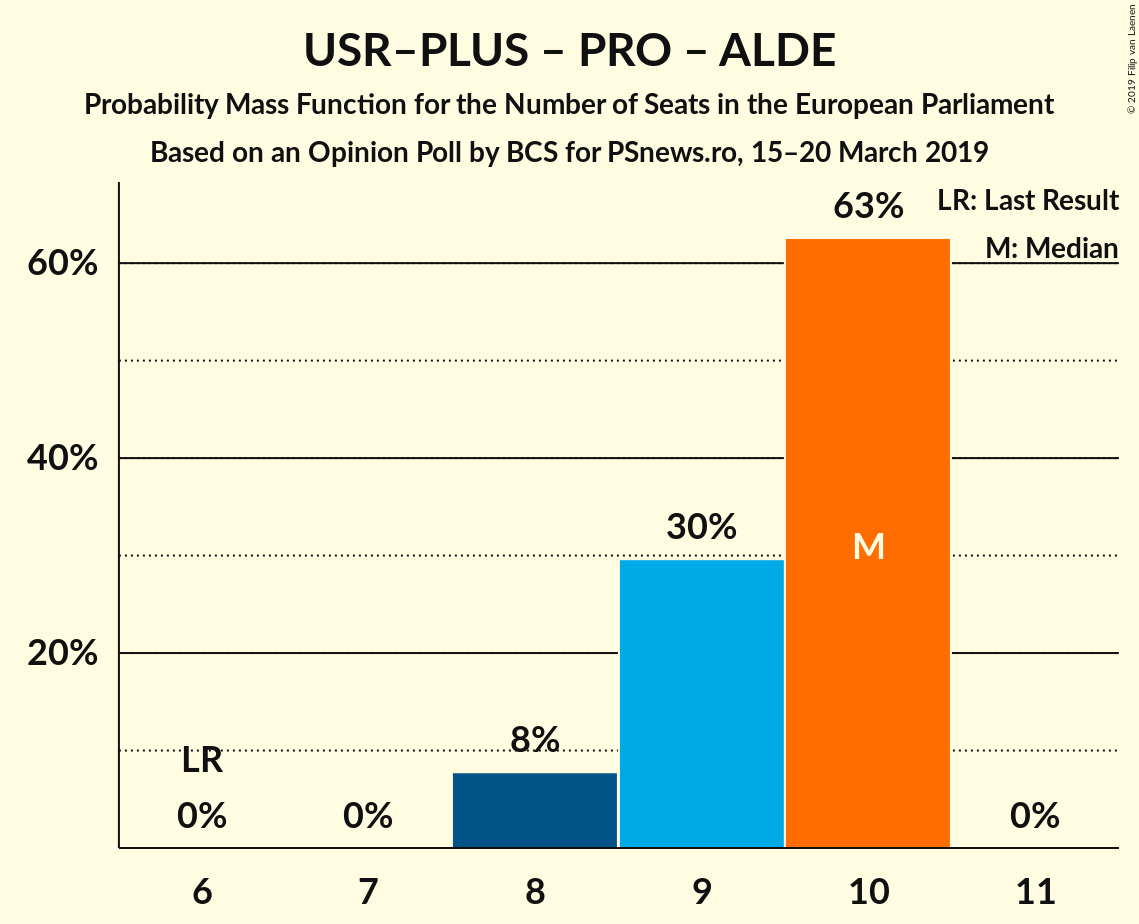 USR–PLUS – PRO – ALDE
Probability Mass Function for the Number of Seats in the European Parliament
Based on an Opinion Poll by BCS for PSnews.ro, 15–20 March 2019
© 2019 Filip van Laenen
LR: Last Result
M: Median
63%
60%
40%
30%
M
20%
8%
LR
0%
0%
0%
6
7
8
9
10
11